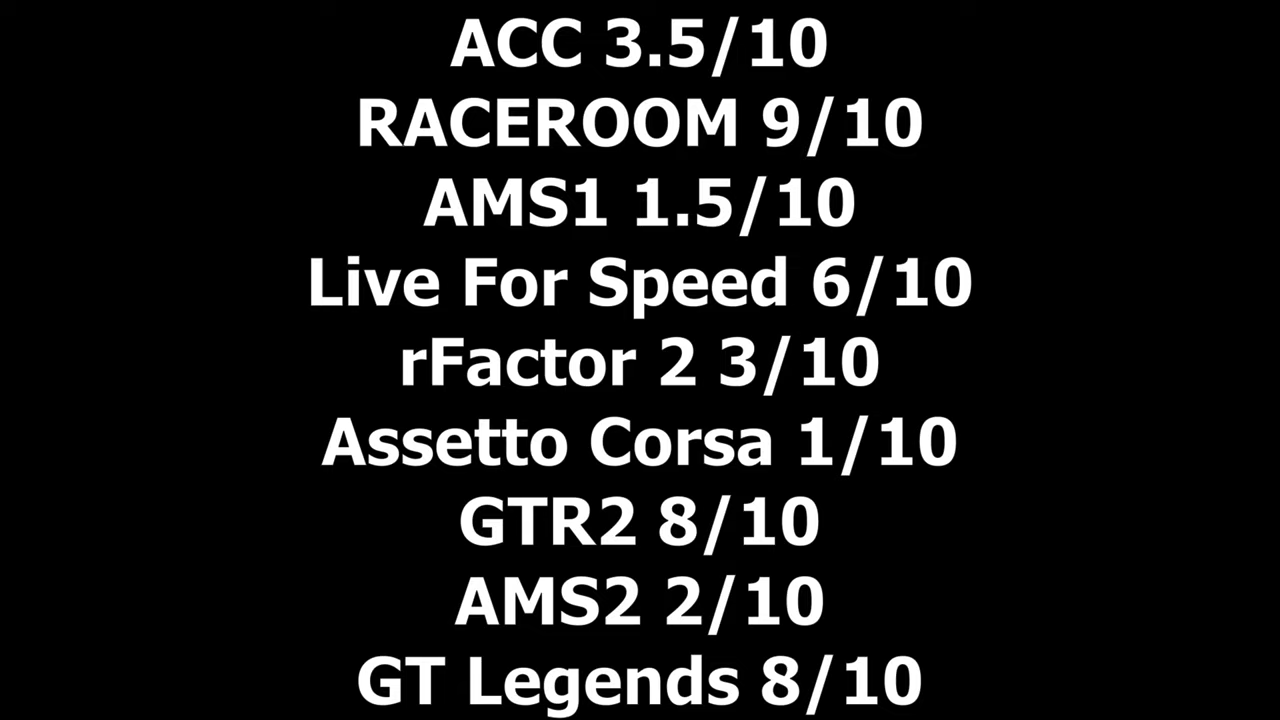 ACC 3.5/10
RACEROOM 9/10
AMS1 1.5/10
Live For Speed 6/10
rFactor 2 3/10
Assetto Corsa 1/10
GTR2 8/10
AMS2 2/10
GT Legends 8/10